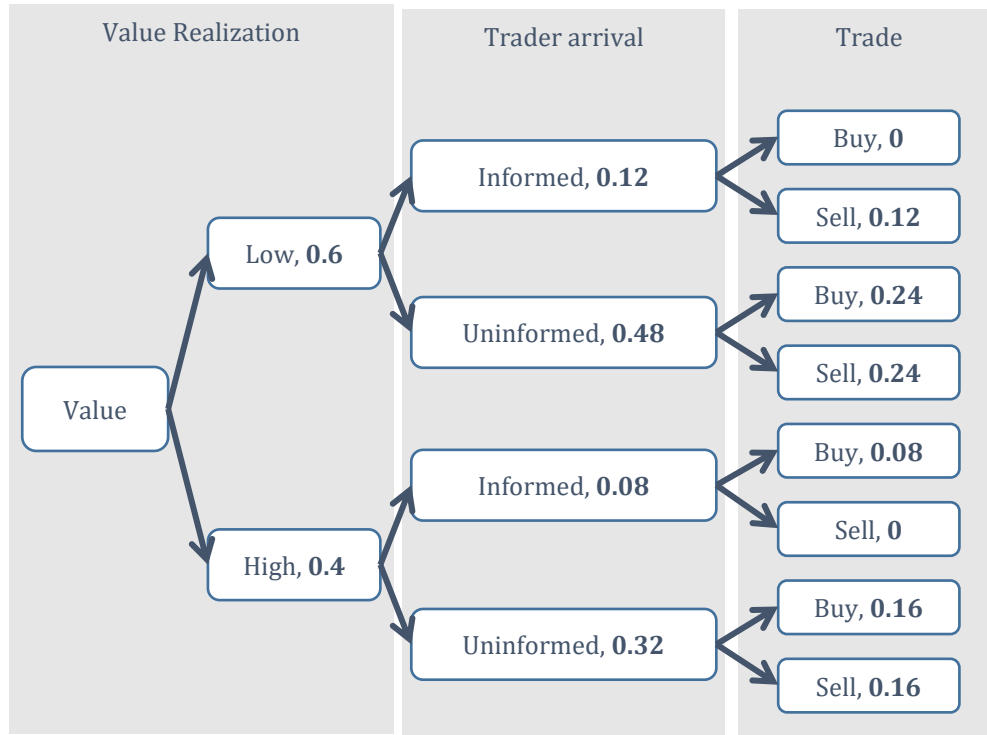 Value Realization
Trader arrival
Trade
Value
Low, 0.6
High, 0.4
Informed, 0.12
Uninformed, 0.48
Informed, 0.08
Uninformed, 0.32
Buy, 0
Sell, 0.12
Buy, 0.24
Sell, 0.24
Buy, 0.08
Sell, 0
Buy, 0.16
Sell, 0.16